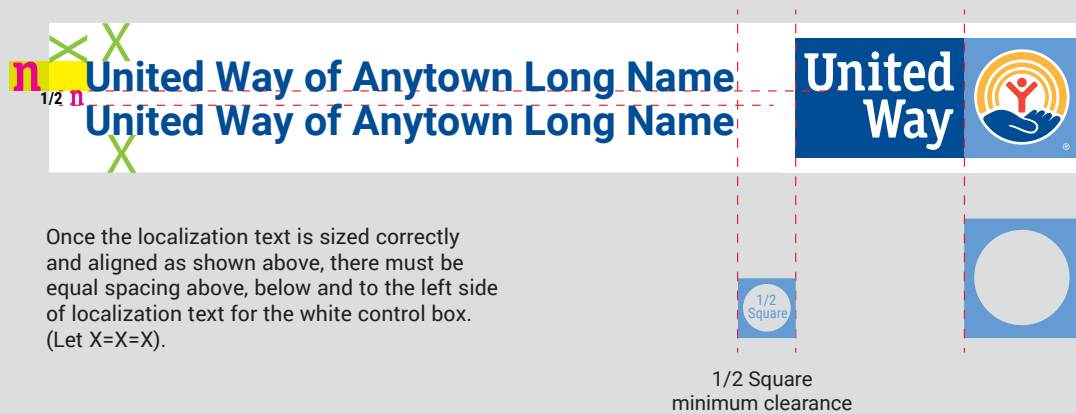 X X
n United Way of Anytown Long Name
1/2 n
United Way of Anytown Long Name
X
United
Way
®
Once the localization text is sized correctly
and aligned as shown above, there must be
equal spacing above, below and to the left side
of localization text for the white control box.
(Let X=X=X).
1/2
Square
1/2 Square
minimum clearance